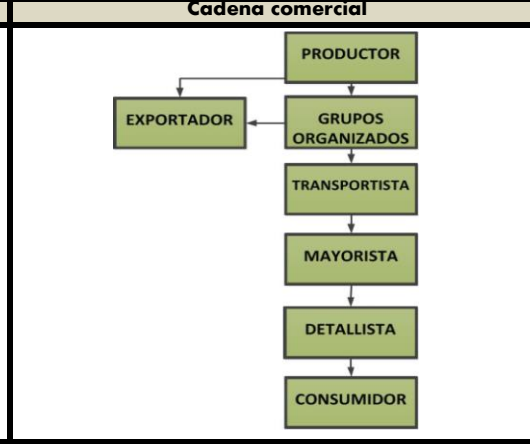 Cadena comercial
PRODUCTOR
EXPORTADOR
GRUPOS
ORGANIZADOS
TRANSPORTISTA
MAYORISTA
DETALLISTA
CONSUMIDOR